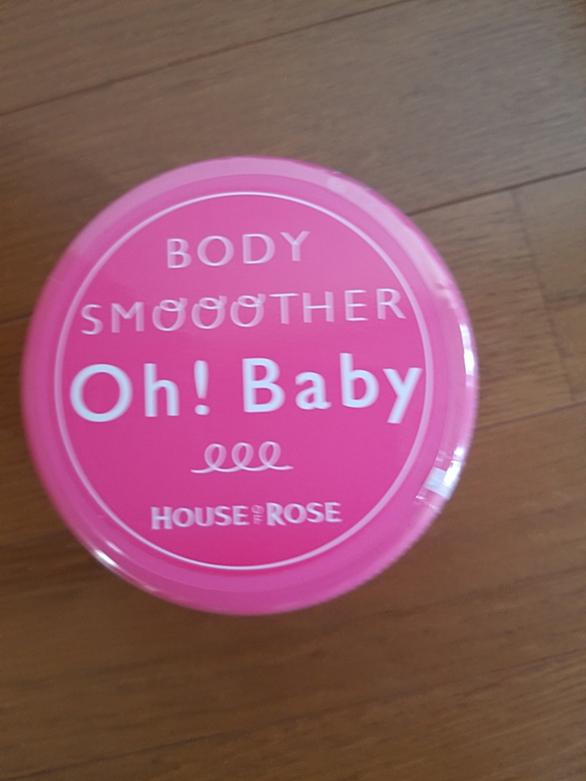 BODY
SMOOOTHER
Oh! Baby
HOUSE OF ROSE